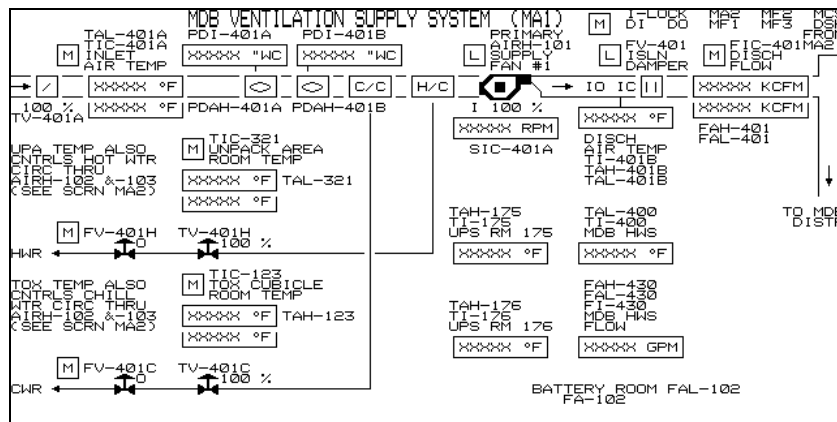 MDB VENTILATION SUPPLY SYSTEM (MA1)
M I-LOCK MA2 MF2
DI DO MF1 MF3
TAL-401A PDI-401A PDI-401B
M TIC-401A
INLET
AIR TEMP
XXXXX "WC XXXXX "WC
PRIMARY
L AIRH-101
SUPPLY
FAN #1
L FV-401
ISLN
DAMPER
M FIC-401 MA2
DISCH
FLOW
FROM
XXXXX °F C/C H/C IO IC XXXXX KCFM
100 % PDAH-401A PDAH-401B I 100 % XXXXX KCFM
TV-401A
XXXXX RPM
SIC-401A
XXXXX °F
DISCH
AIR TEMP
TI-401B
TAH-401B
TAL-401B
FAH-401
FAL-401
UPA TEMP ALSO
CNTRLS HOT WTR
CIRC THRU
AIRH-102 &-103
(SEE SCRN MA2)
M TIC-321
UNPACK AREA
ROOM TEMP
XXXXX °F TAL-321
XXXXX °F
TO MDB
M FV-401H TV-401H
O 100 %
HWR
TAH-175
TI-175
UPS RM 175
XXXXX °F
TAL-400
TI-400
MDB HWS
XXXXX °F
TOX TEMP ALSO
CNTRLS CHILL
WTR CIRC THRU
AIRH-102 &-103
(SEE SCRN MA2)
M TIC-123
TOX CUBICLE
ROOM TEMP
XXXXX °F TAH-123
XXXXX °F
TAH-176
TI-176
UPS RM 176
XXXXX °F
FAH-430
FAL-430
FI-430
MDB HWS
FLOW
XXXXX GPM
M FV-401C TV-401C
O 100 %
CWR
BATTERY ROOM FAL-102
FA-102